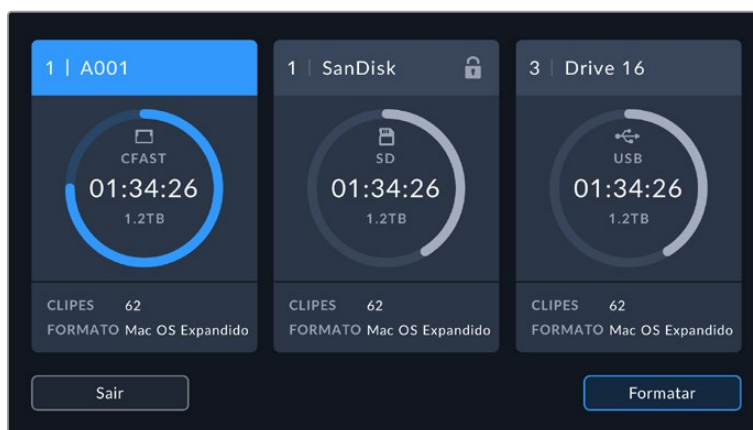 1 | A001
CFAST
01:34:26
1.2TB
CLIPES 62
FORMATO Mac OS Expandido
1 | SanDisk
SD
01:34:26
1.2TB
CLIPES 62
FORMATO Mac OS Expandido
3 | Drive 16
USB
01:34:26
1.2TB
CLIPES 62
FORMATO Mac OS Expandido
Sair
Formatar